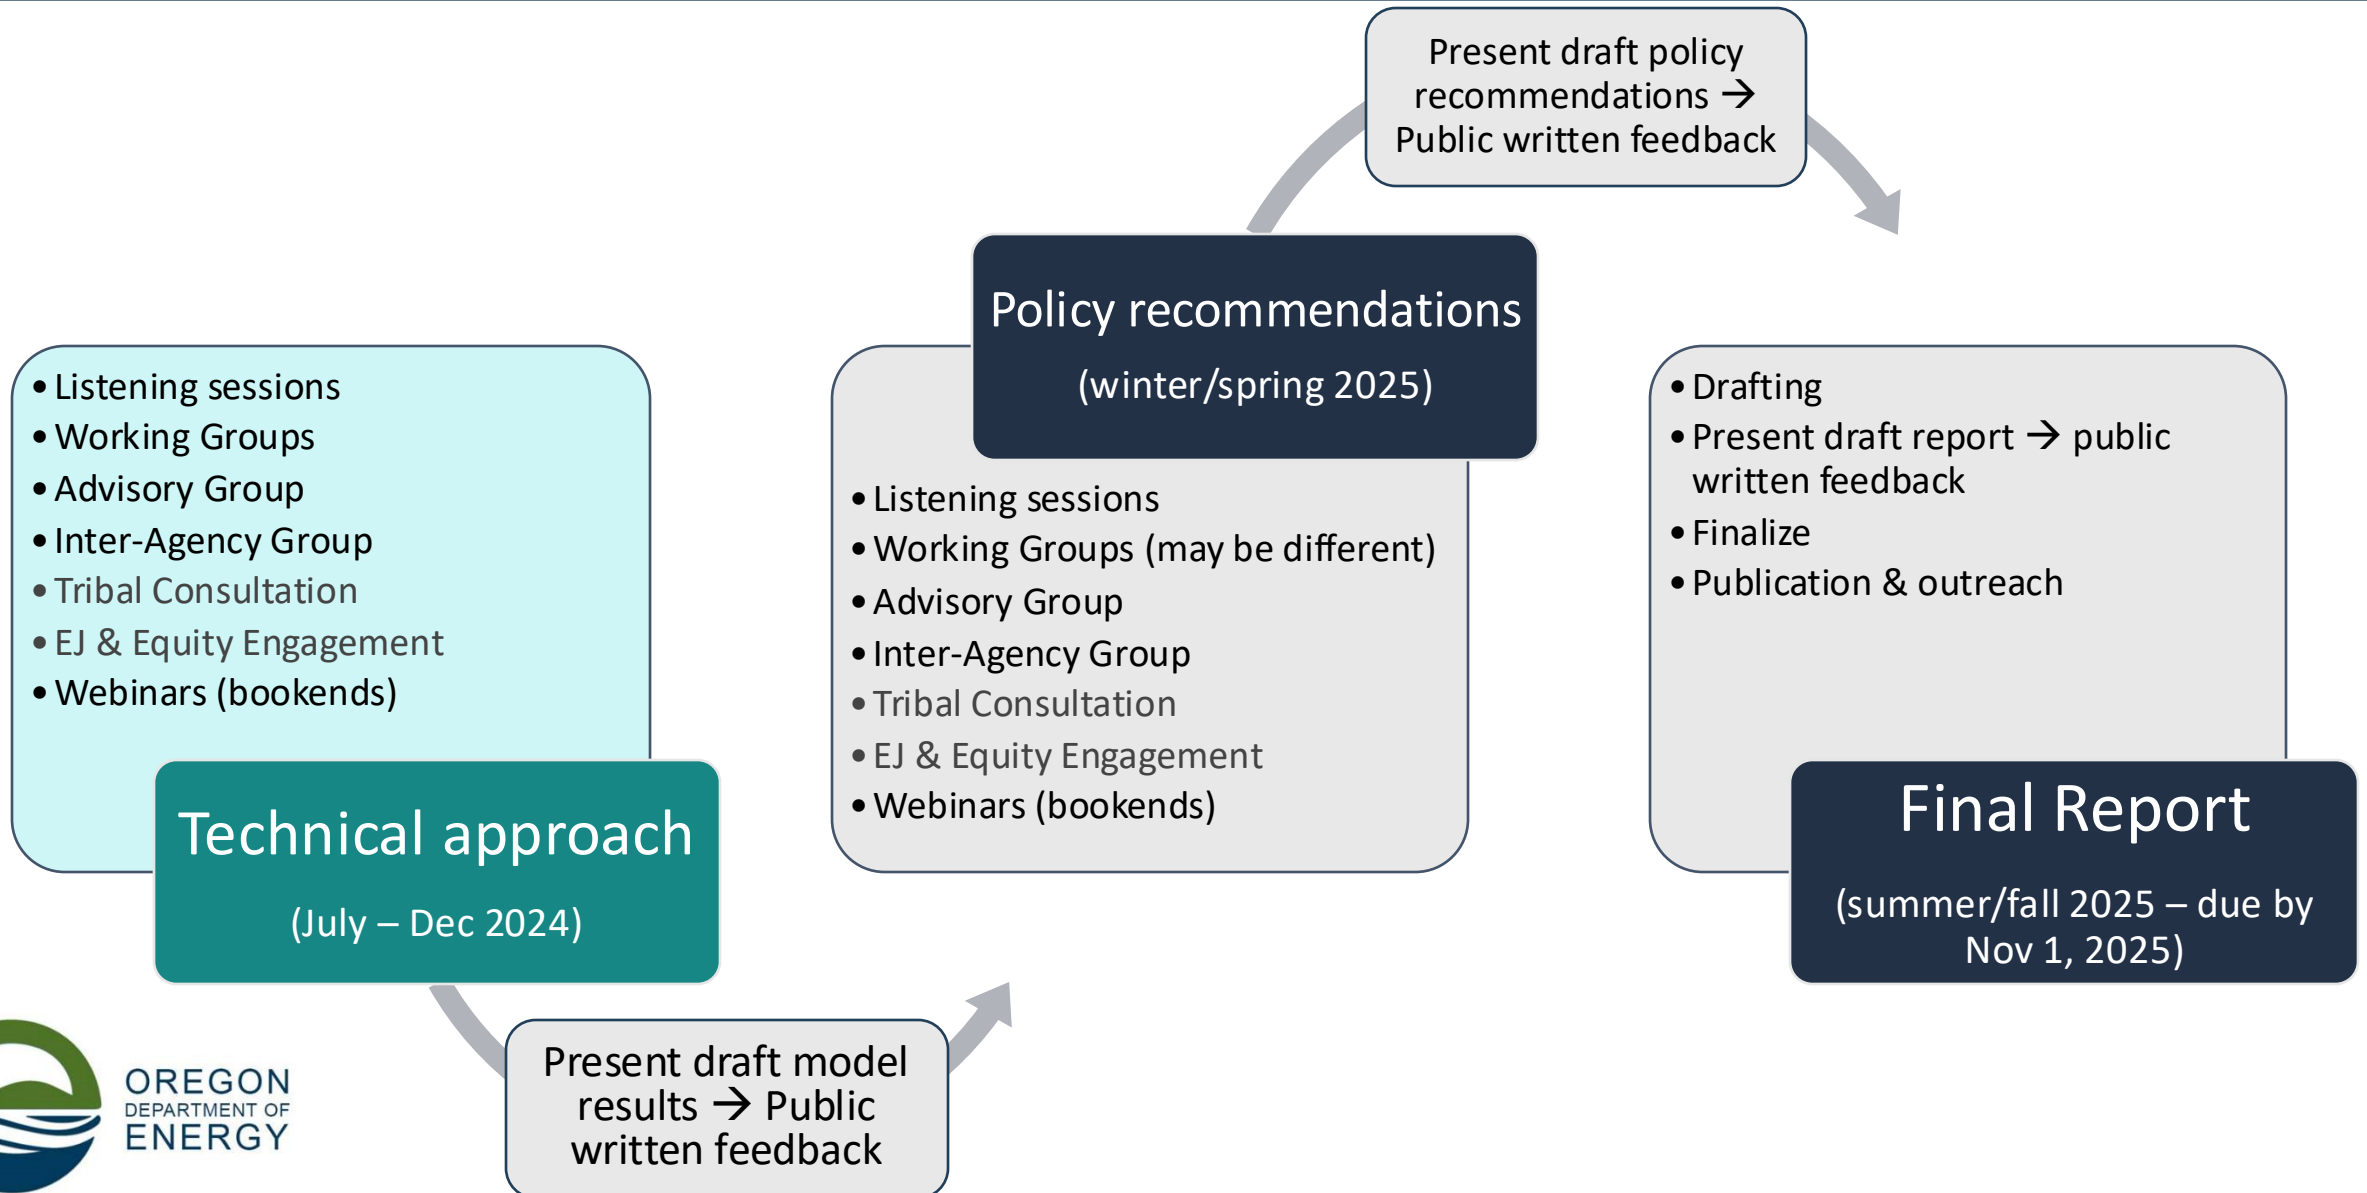 • Listening sessions
• Working Groups
• Advisory Group
• Inter-Agency Group
• Tribal Consultation
• EJ & Equity Engagement
• Webinars (bookends)
Technical approach
(July – Dec 2024)
Present draft model
results → Public
written feedback
Policy recommendations
(winter/spring 2025)
• Listening sessions
• Working Groups (may be different)
• Advisory Group
• Inter-Agency Group
• Tribal Consultation
• EJ & Equity Engagement
• Webinars (bookends)
Present draft policy
recommendations →
Public written feedback
• Drafting
• Present draft report → public
written feedback
• Finalize
• Publication & outreach
Final Report
(summer/fall 2025 – due by
Nov 1, 2025)
OREGON
DEPARTMENT OF
ENERGY